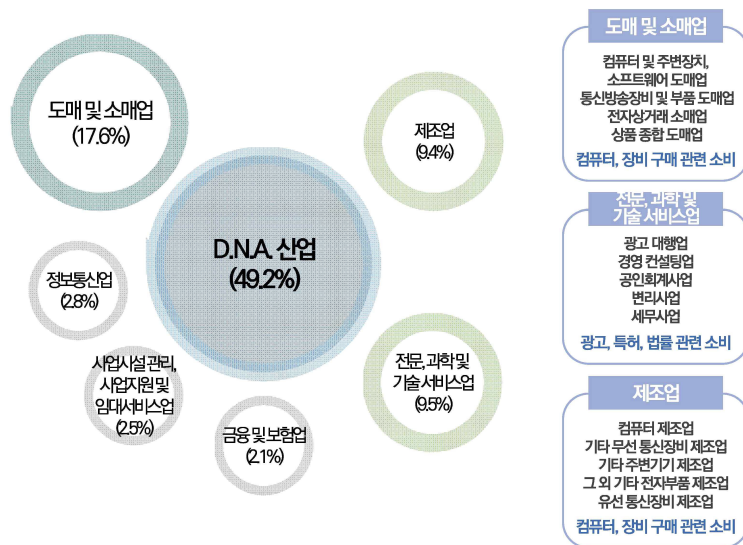 도매 및 소매업
(17.6%)
제조업
(9.4%)
D.N.A. 산업
(49.2%)
정보통신업
(2.8%)
사업시설 관리,
사업지원 및
임대서비스업
(2.5%)
금융 및 보험업
(2.1%)
전문, 과학 및
기술 서비스업
(9.5%)
도매 및 소매업
컴퓨터 및 주변장치,
소프트웨어 도매업
통신방송장비 및 부품 도매업
전자상거래 소매업
상품 종합 도매업
컴퓨터, 장비 구매 관련 소비
전문, 과학 및
기술 서비스업
광고 대행업
경영 컨설팅업
공인회계사업
변리사업
세무사업
광고, 특허, 법률 관련 소비
제조업
컴퓨터 제조업
기타 무선 통신장비 제조업
기타 주변기기 제조업
그 외 기타 전자부품 제조업
유선 통신장비 제조업
컴퓨터, 장비 구매 관련 소비